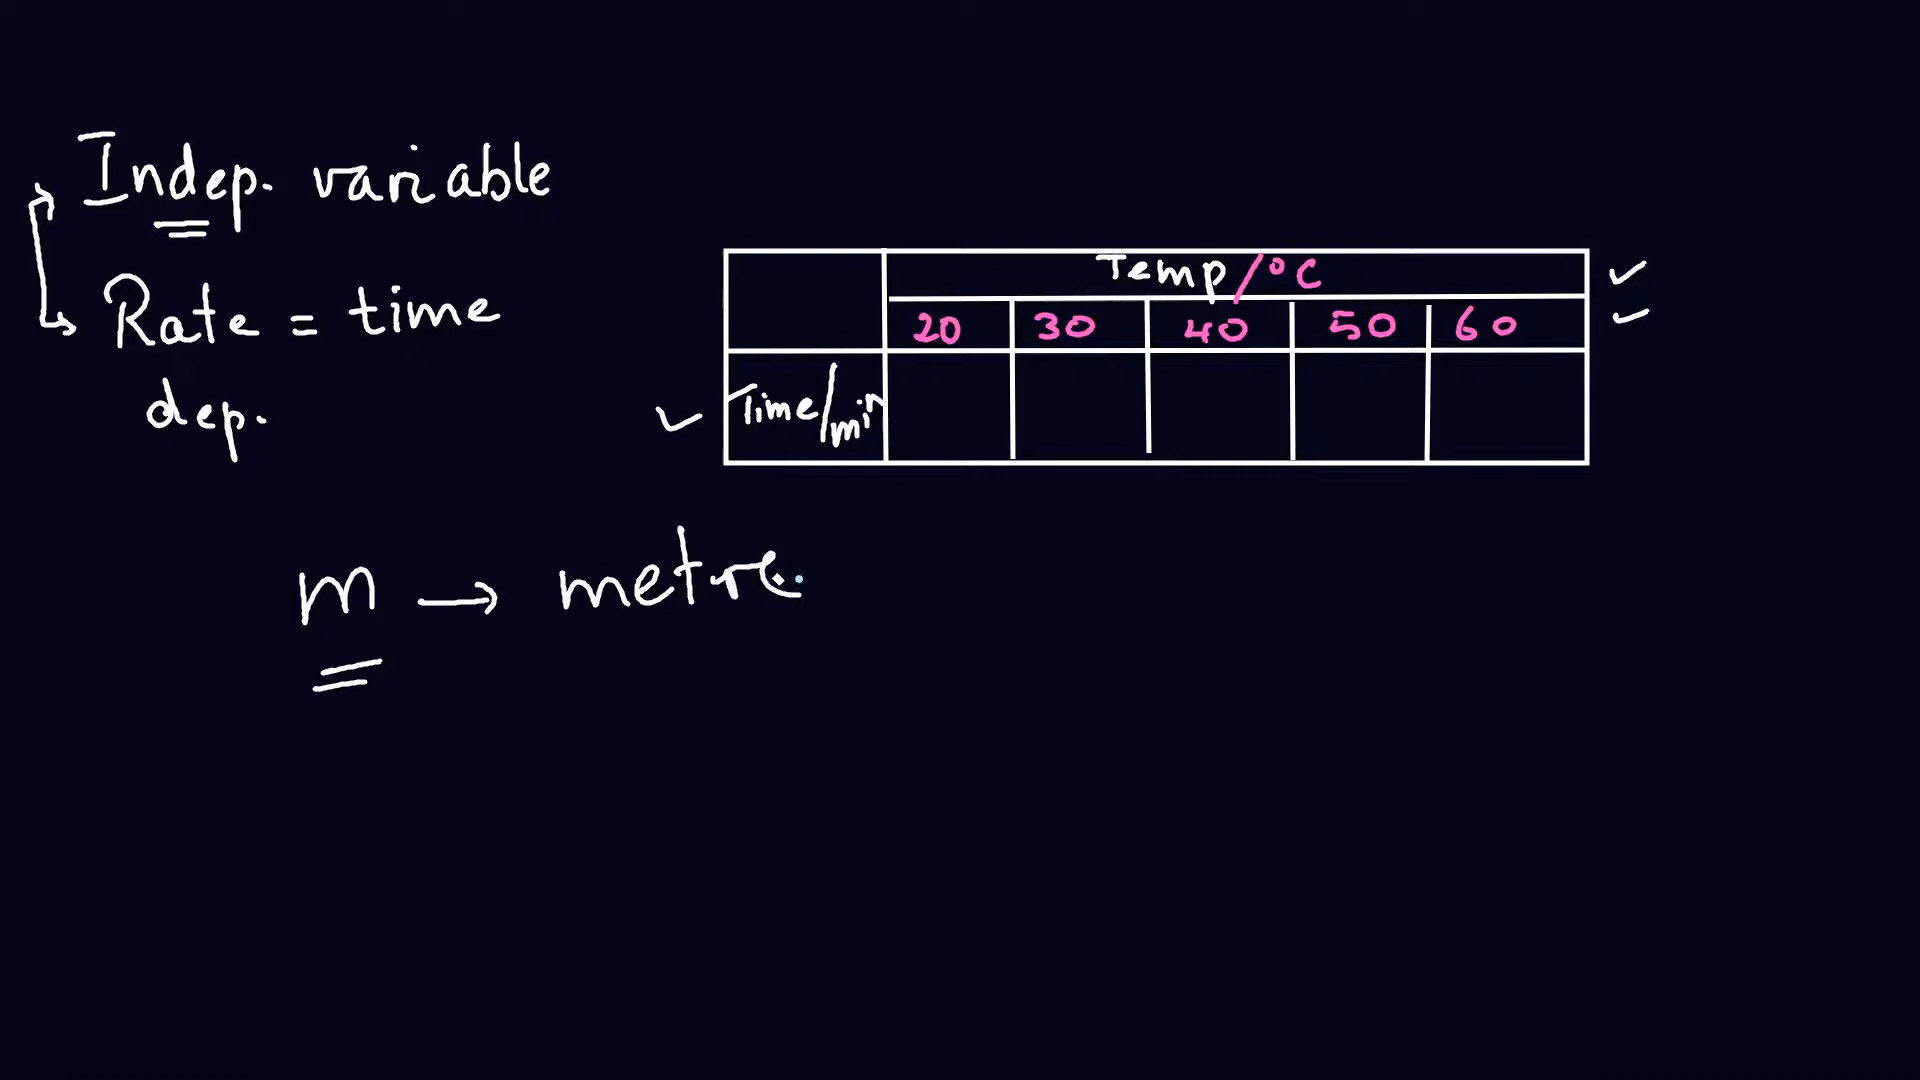 Indep. variable
Rate = time
dep.
Temp/°C
20 30 40 50 60
Time/min
m → metre